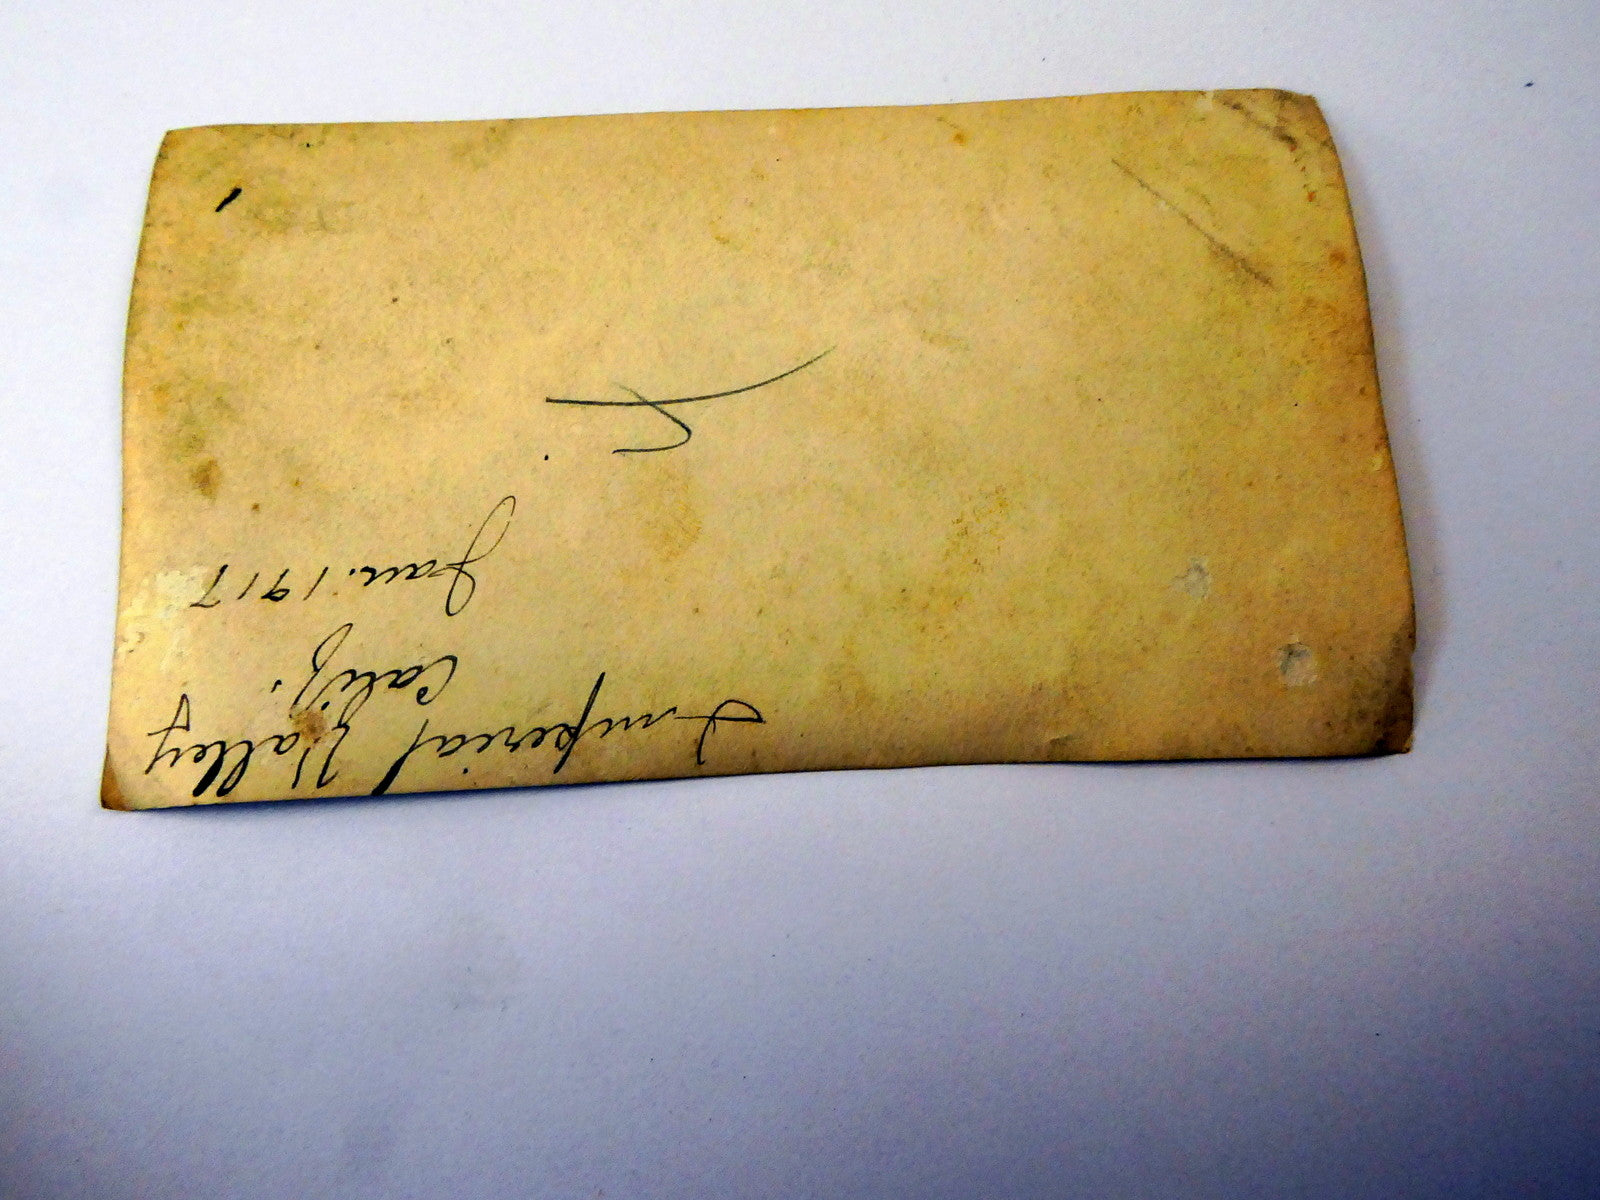 Imperial Valley
Calif.
Jan. 1917